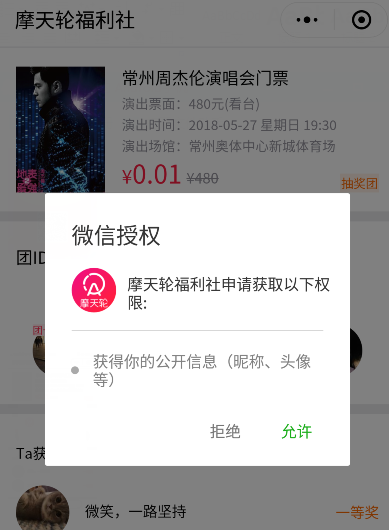 摩天轮福利社
常州周杰伦演唱会门票
演出票面：480元(看台)
演出时间：2018-05-27 星期日 19:30
演出场馆：常州奥体中心新城体育场
¥0.01 ¥480
抽奖团
地表
最强
团ID
微信授权
摩天轮
摩天轮福利社申请获取以下权
限:
团
获得你的公开信息（昵称、头像
等）
拒绝 允许
Ta获
微笑，一路坚持
一等奖